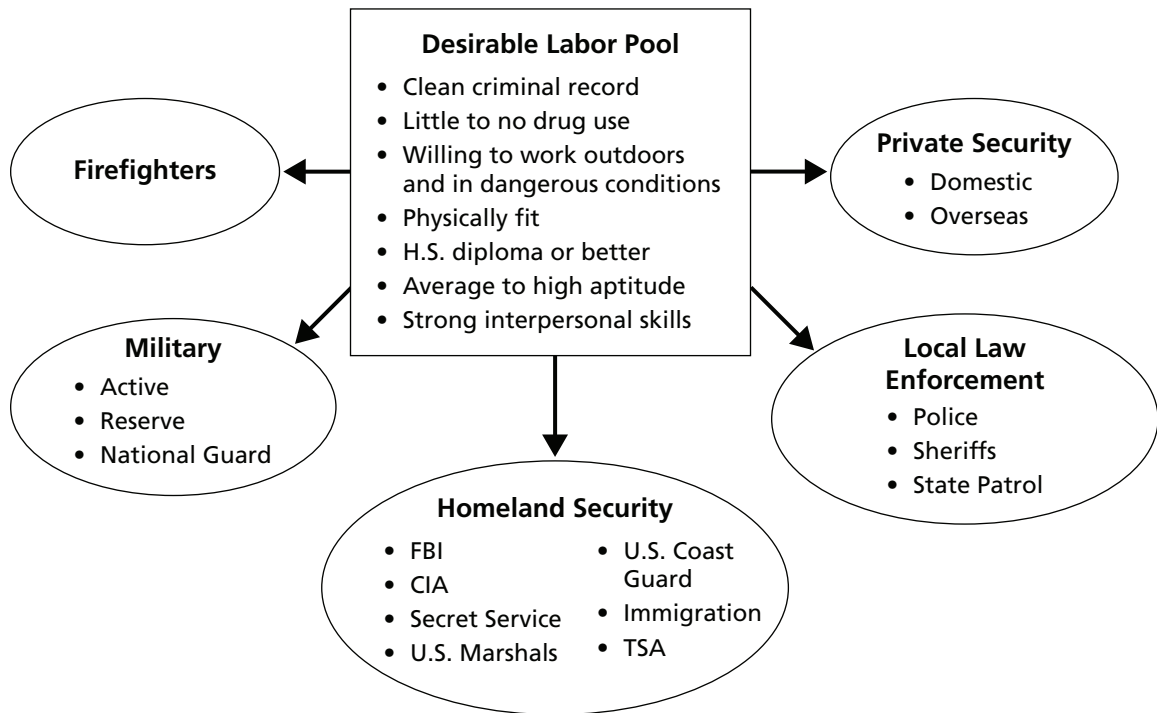 Desirable Labor Pool
• Clean criminal record
• Little to no drug use
• Willing to work outdoors
and in dangerous conditions
• Physically fit
• H.S. diploma or better
• Average to high aptitude
• Strong interpersonal skills
Firefighters
Private Security
• Domestic
• Overseas
Military
• Active
• Reserve
• National Guard
Local Law
Enforcement
• Police
• Sheriffs
• State Patrol
Homeland Security
• FBI
• CIA
• Secret Service
• U.S. Marshals
• U.S. Coast
Guard
• Immigration
• TSA